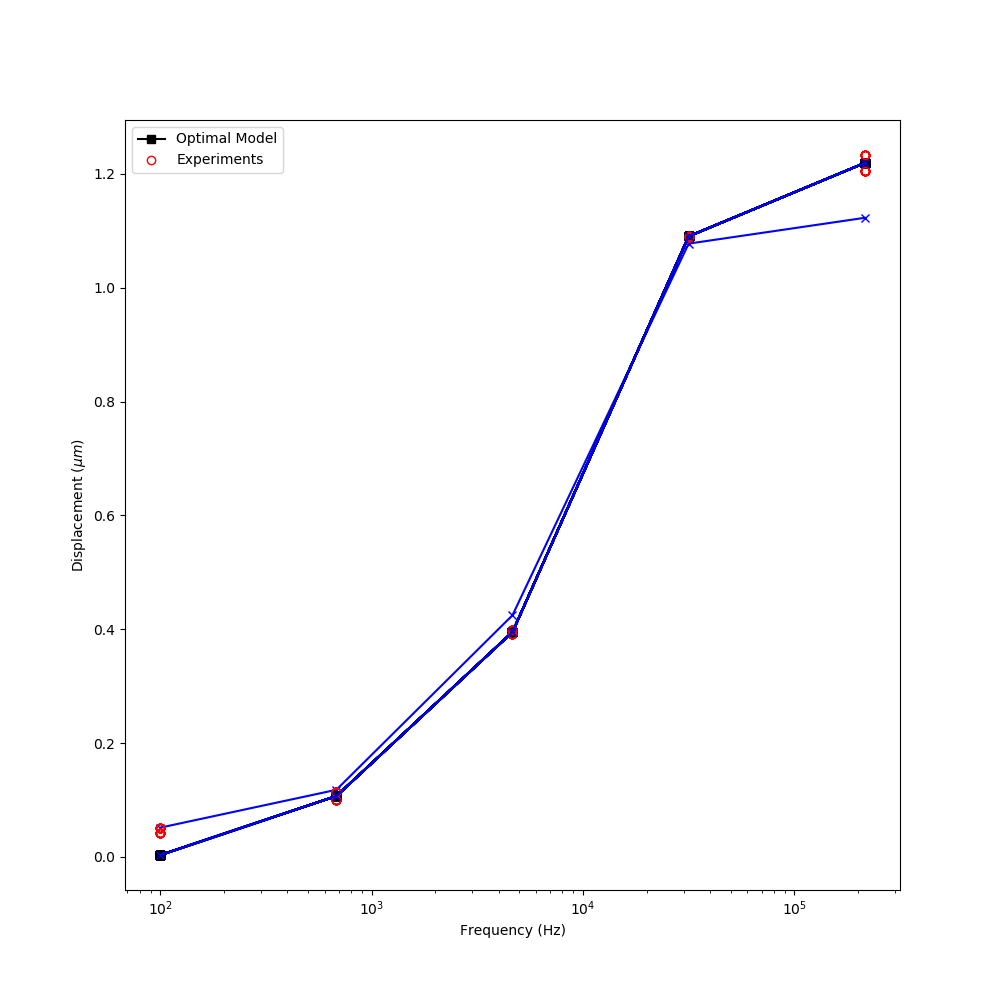 Optimal Model
Experiments
1.2
1.0
0.8
0.6
0.4
0.2
0.0
Displacement (μm)
10²
10³
10⁴
10⁵
Frequency (Hz)